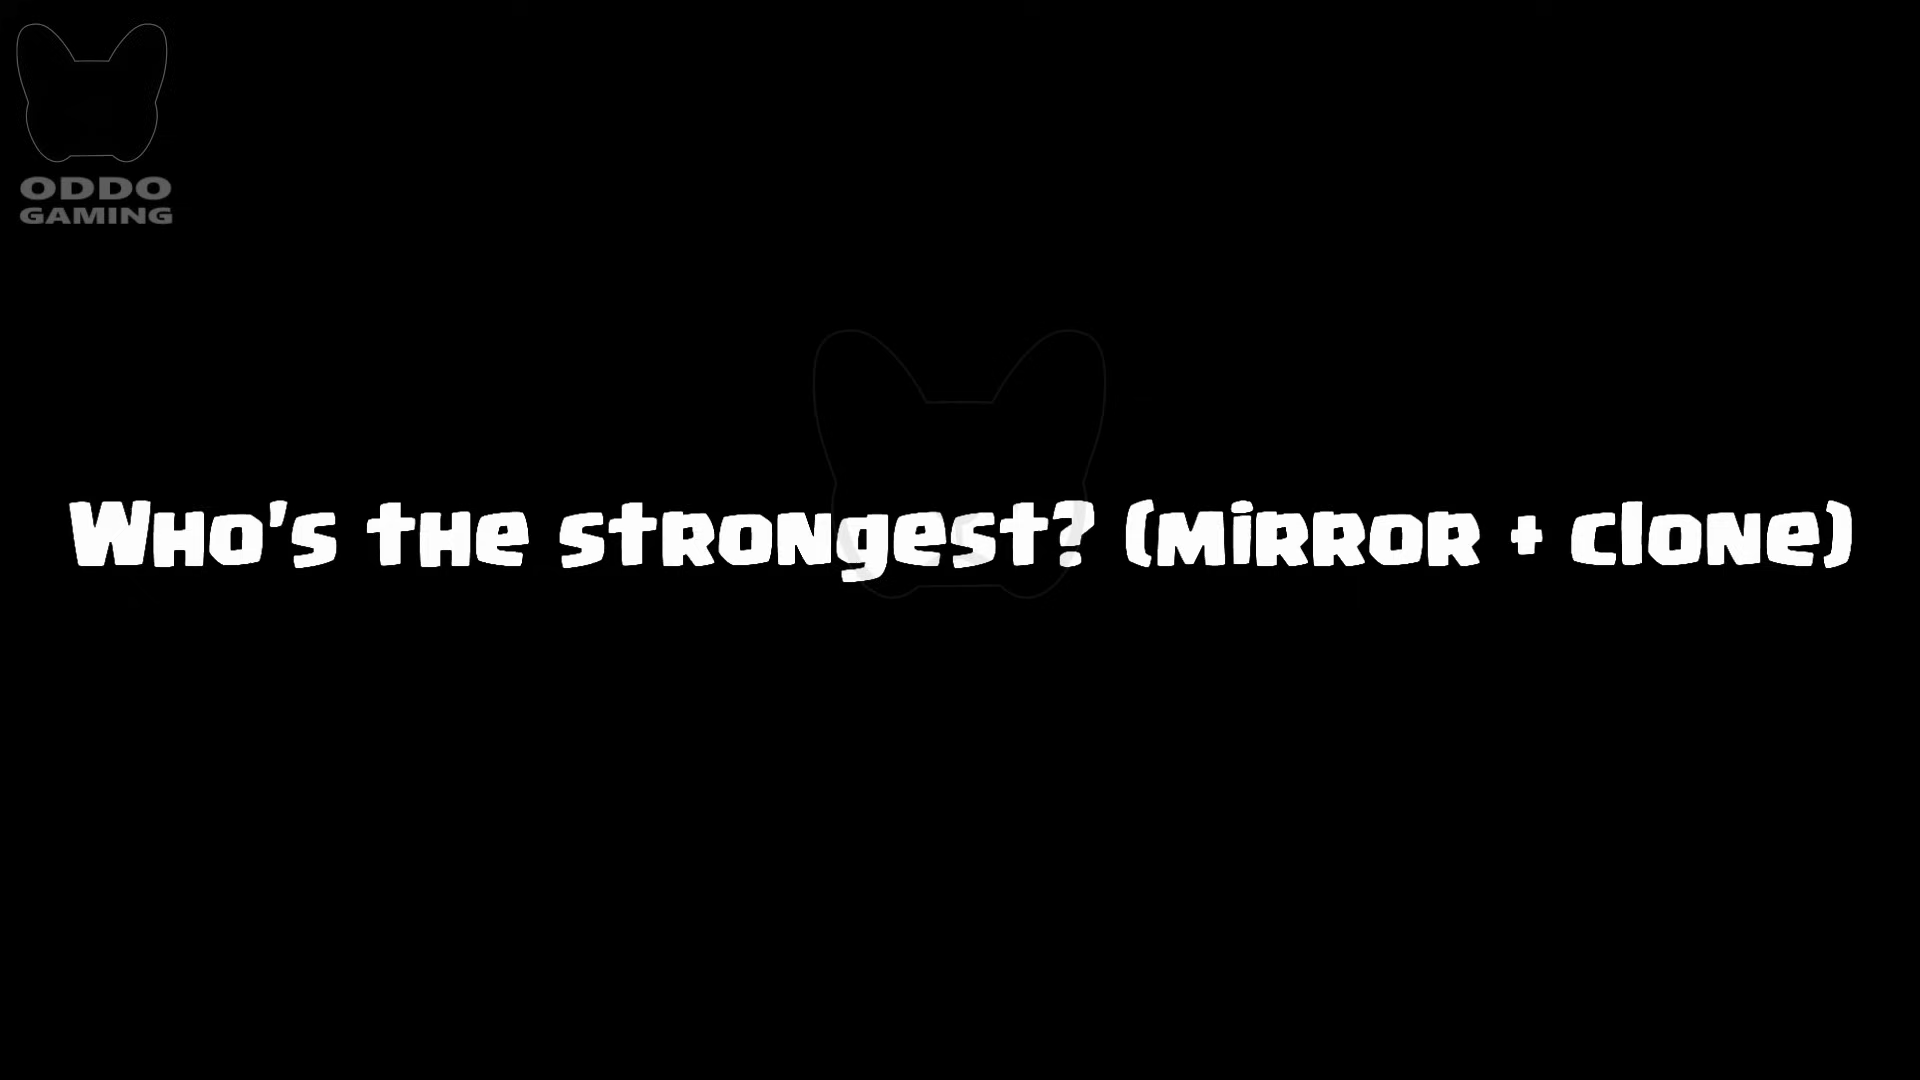 ODDO
GAMING
Who's the strongest? (mirror + clone)